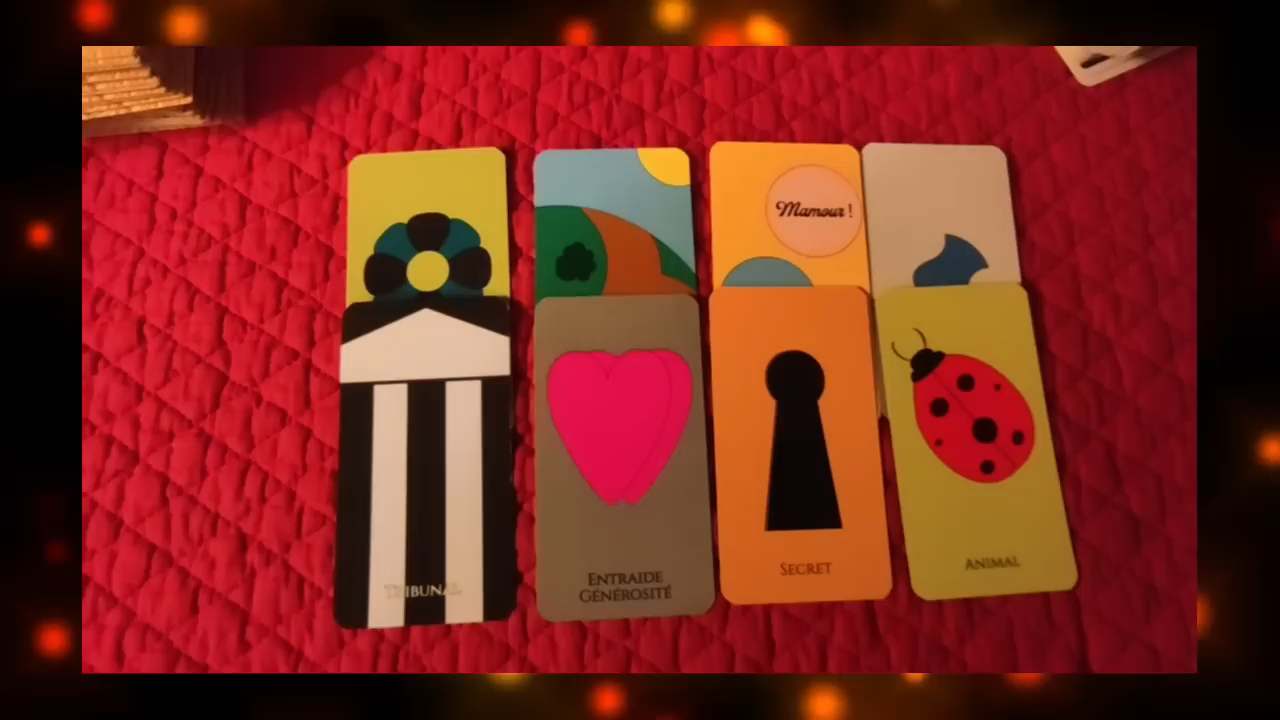 Mamour !
TRIBUNAL
ENTRAIDE
GÉNÉROSITÉ
SECRET
ANIMAL